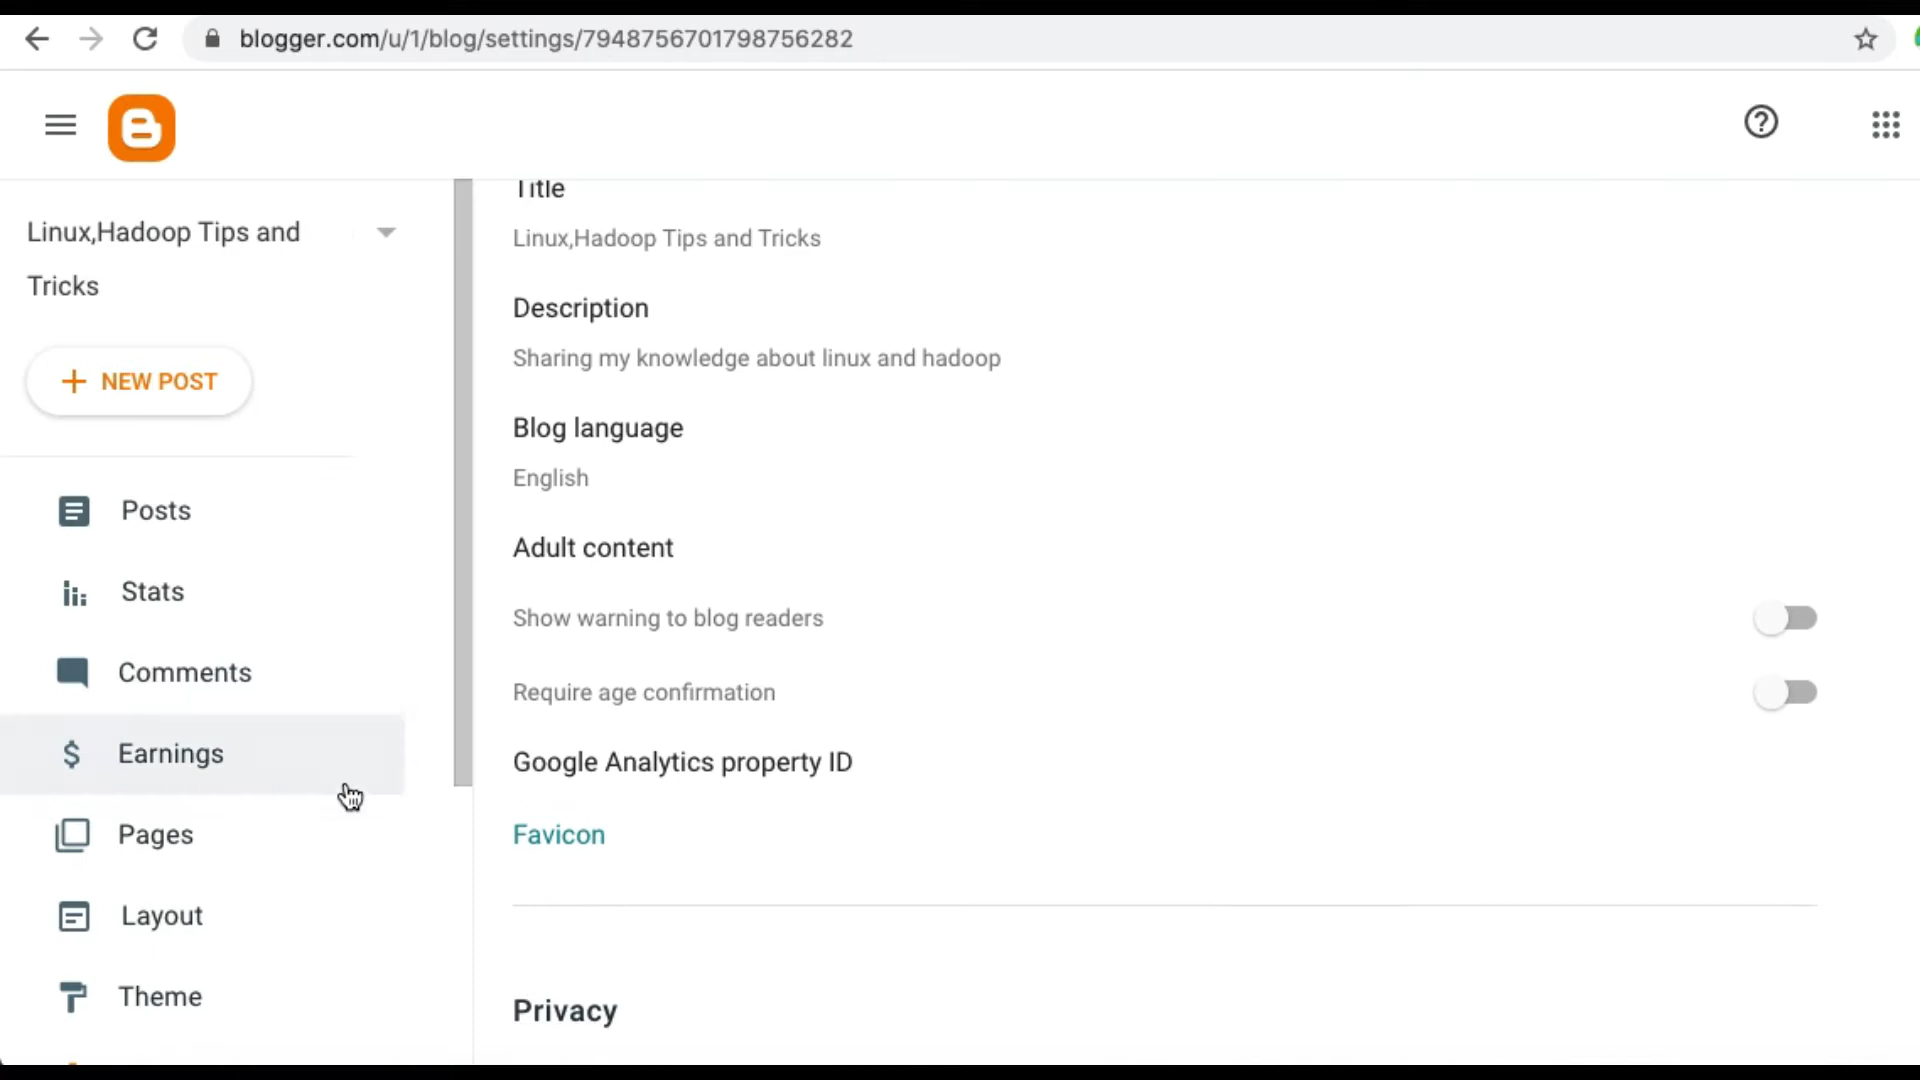 blogger.com/u/1/blog/settings/7948756701798756282
Linux,Hadoop Tips and
Tricks
NEW POST
Posts
Stats
Comments
Earnings
Pages
Layout
Theme
Title
Linux,Hadoop Tips and Tricks
Description
Sharing my knowledge about linux and hadoop
Blog language
English
Adult content
Show warning to blog readers
Require age confirmation
Google Analytics property ID
Favicon
Privacy